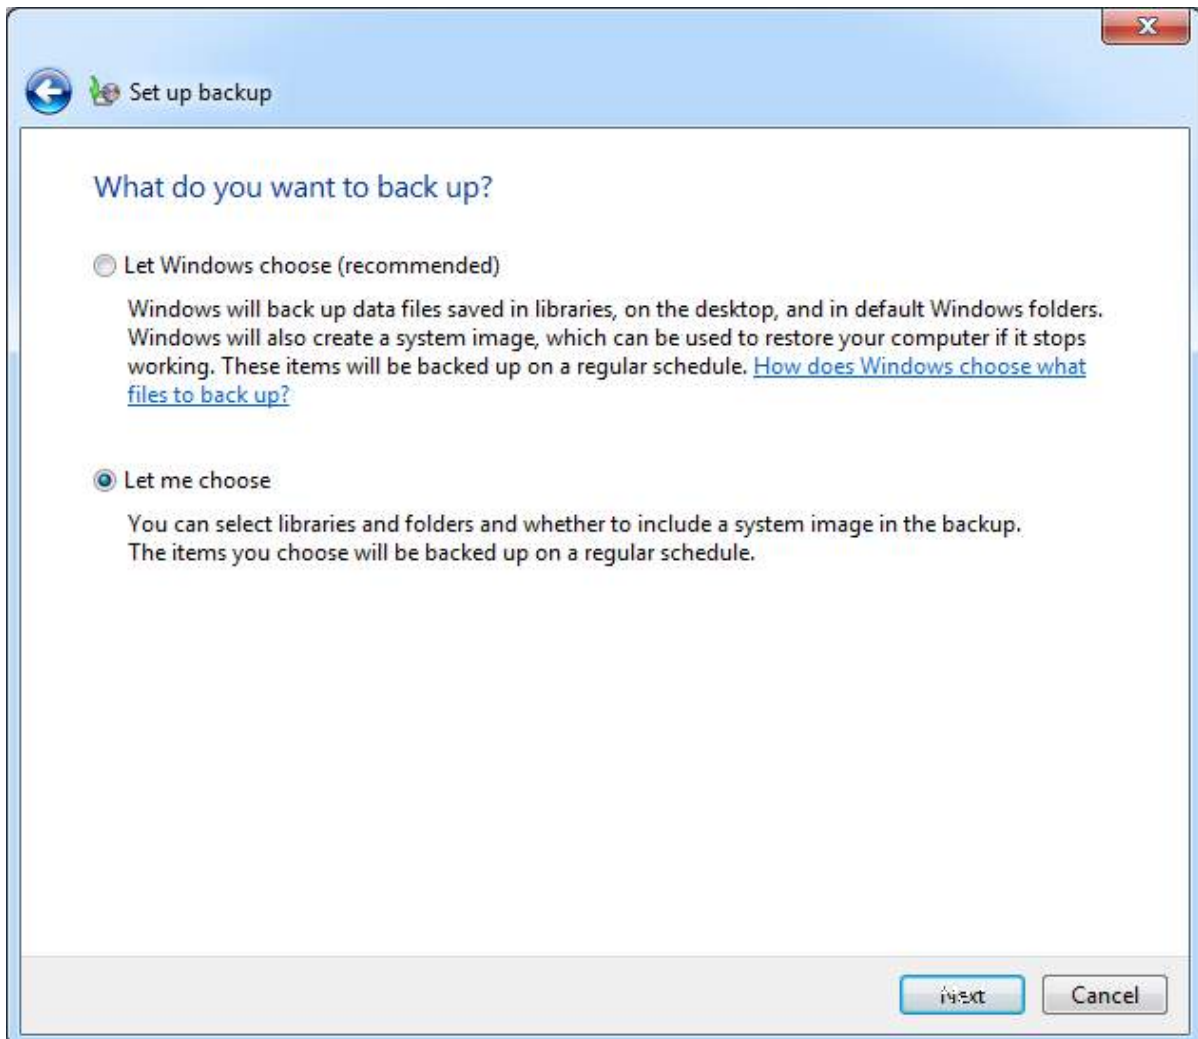 Set up backup
What do you want to back up?
Let Windows choose (recommended)
Windows will back up data files saved in libraries, on the desktop, and in default Windows folders.
Windows will also create a system image, which can be used to restore your computer if it stops
working. These items will be backed up on a regular schedule. How does Windows choose what
files to back up?
Let me choose
You can select libraries and folders and whether to include a system image in the backup.
The items you choose will be backed up on a regular schedule.
Next Cancel